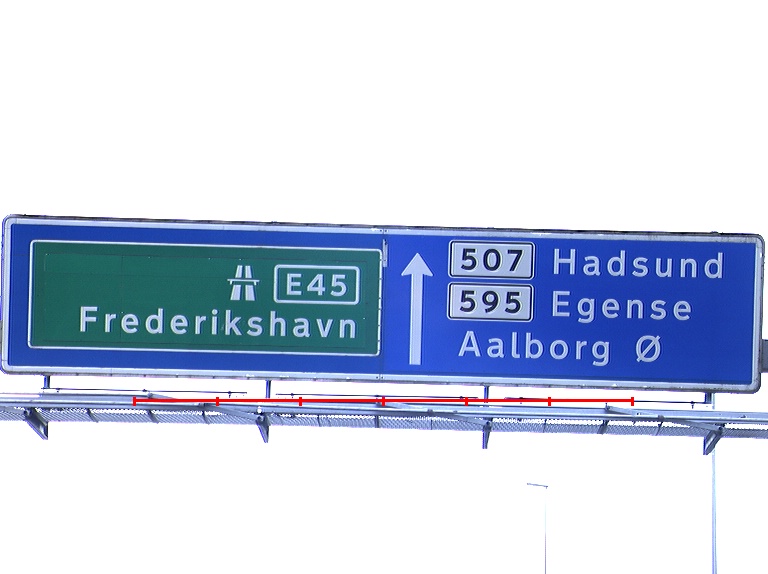 E45
Frederikshavn
507 Hadsund
595 Egense
Aalborg Ø